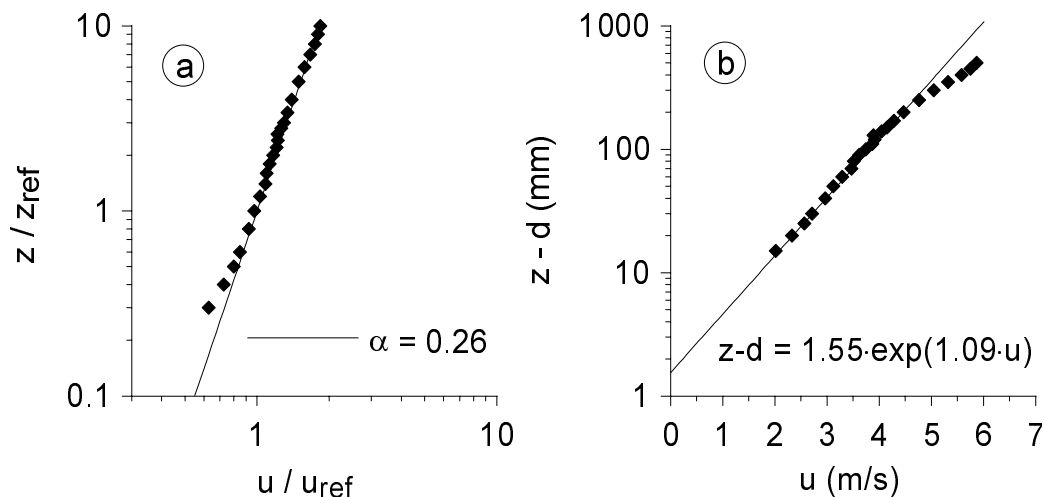 10
1
0.1
z / zref
a
α = 0.26
1
10
u / uref
1000
100
10
1
z - d (mm)
b
z-d = 1.55·exp(1.09·u)
0 1 2 3 4 5 6 7
u (m/s)